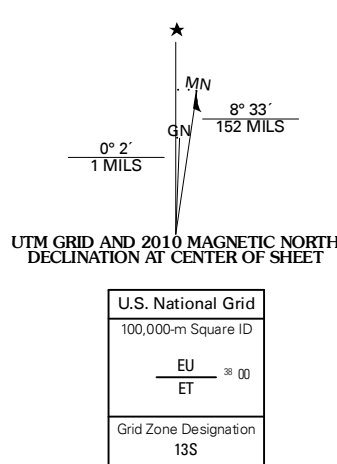 ★
MN
8° 33´
152 MILS
GN
0° 2´
1 MILS
UTM GRID AND 2010 MAGNETIC NORTH
DECLINATION AT CENTER OF SHEET
U.S. National Grid
100,000-m Square ID
EU
38 00
ET
Grid Zone Designation
13S